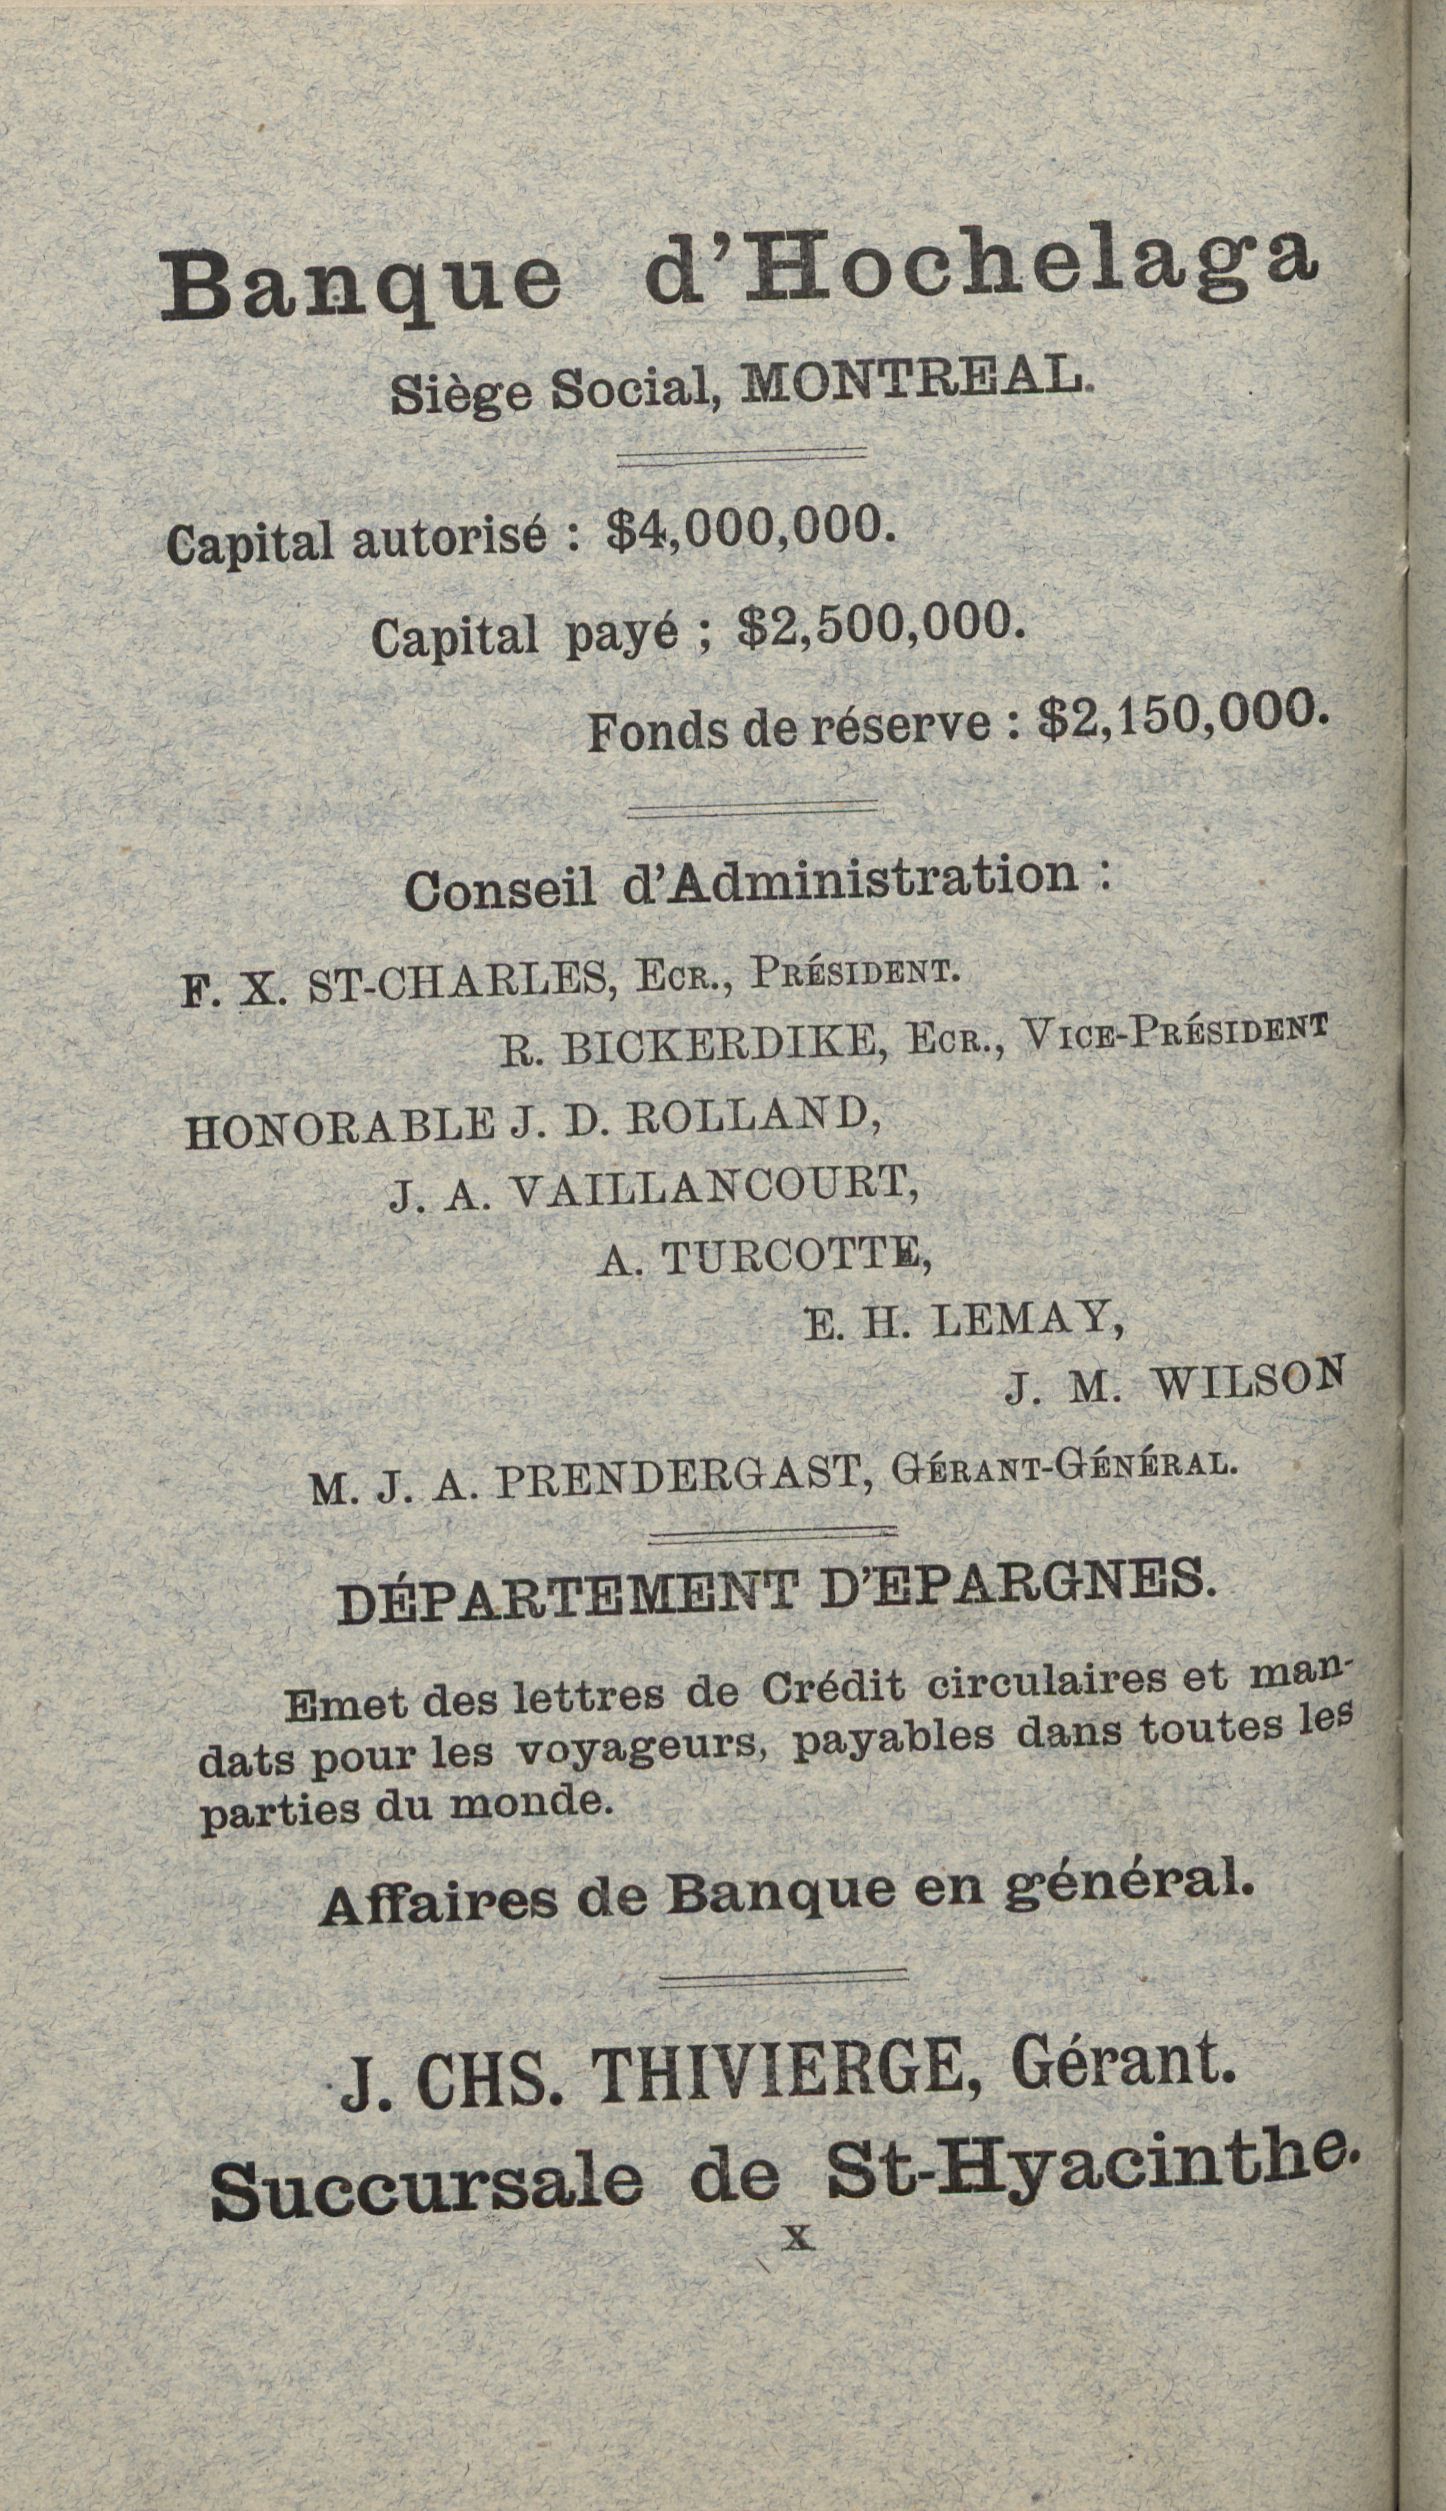 Banque d'Hochelaga
Siège Social, MONTREAL.
Capital autorisé : $4,000,000.
Capital payé ; $2,500,000.
Fonds de réserve : $2,150,000.
Conseil d'Administration :
F. X. ST-CHARLES, ECR., PRÉSIDENT.
R. BICKERDIKE, ECR., VICE-PRÉSIDENT
HONORABLE J. D. ROLLAND,
J. A. VAILLANCOURT,
A. TURCOTTE,
E. H. LEMAY,
J. M. WILSON
M. J. A. PRENDERGAST, GÉRANT-GÉNÉRAL.
DÉPARTEMENT D'EPARGNES.
Emet des lettres de Crédit circulaires et man-
dats pour les voyageurs, payables dans toutes les
parties du monde.
Affaires de Banque en général.
J. CHS. THIVIERGE, Gérant.
Succursale de St-Hyacinthe.
X